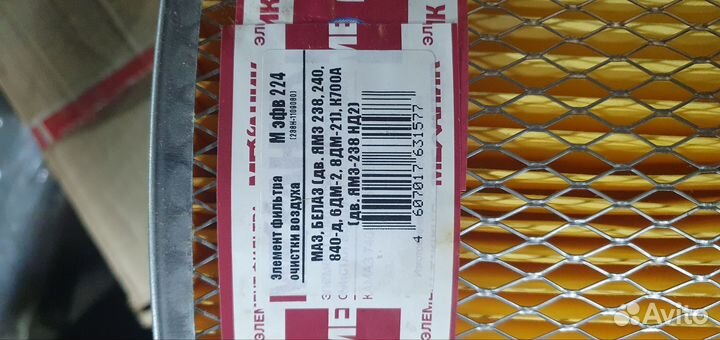 Элемент фильтра М эфв 224
очистки воздуха (238Н-1109080)
МАЗ, БЕЛАЗ (дв. ЯМЗ 238, 240,
840-д, 6ДМ-2, 8ДМ-21), К700А
(дв. ЯМЗ-238 НД2)
4 607017 631577
МЕХАНИК
Avito